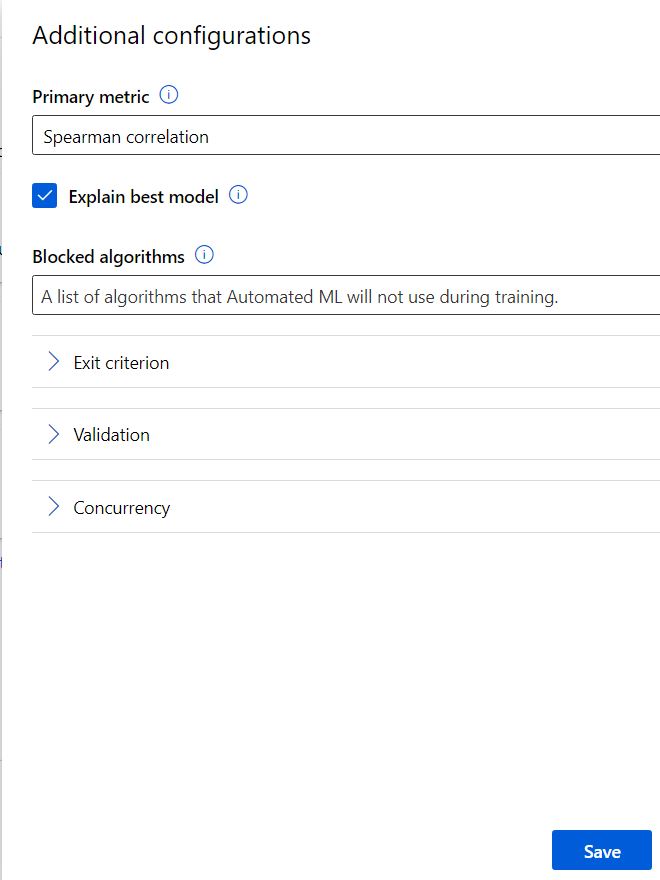 Additional configurations
Primary metric
Spearman correlation
Explain best model
Blocked algorithms
A list of algorithms that Automated ML will not use during training.
Exit criterion
Validation
Concurrency
Save